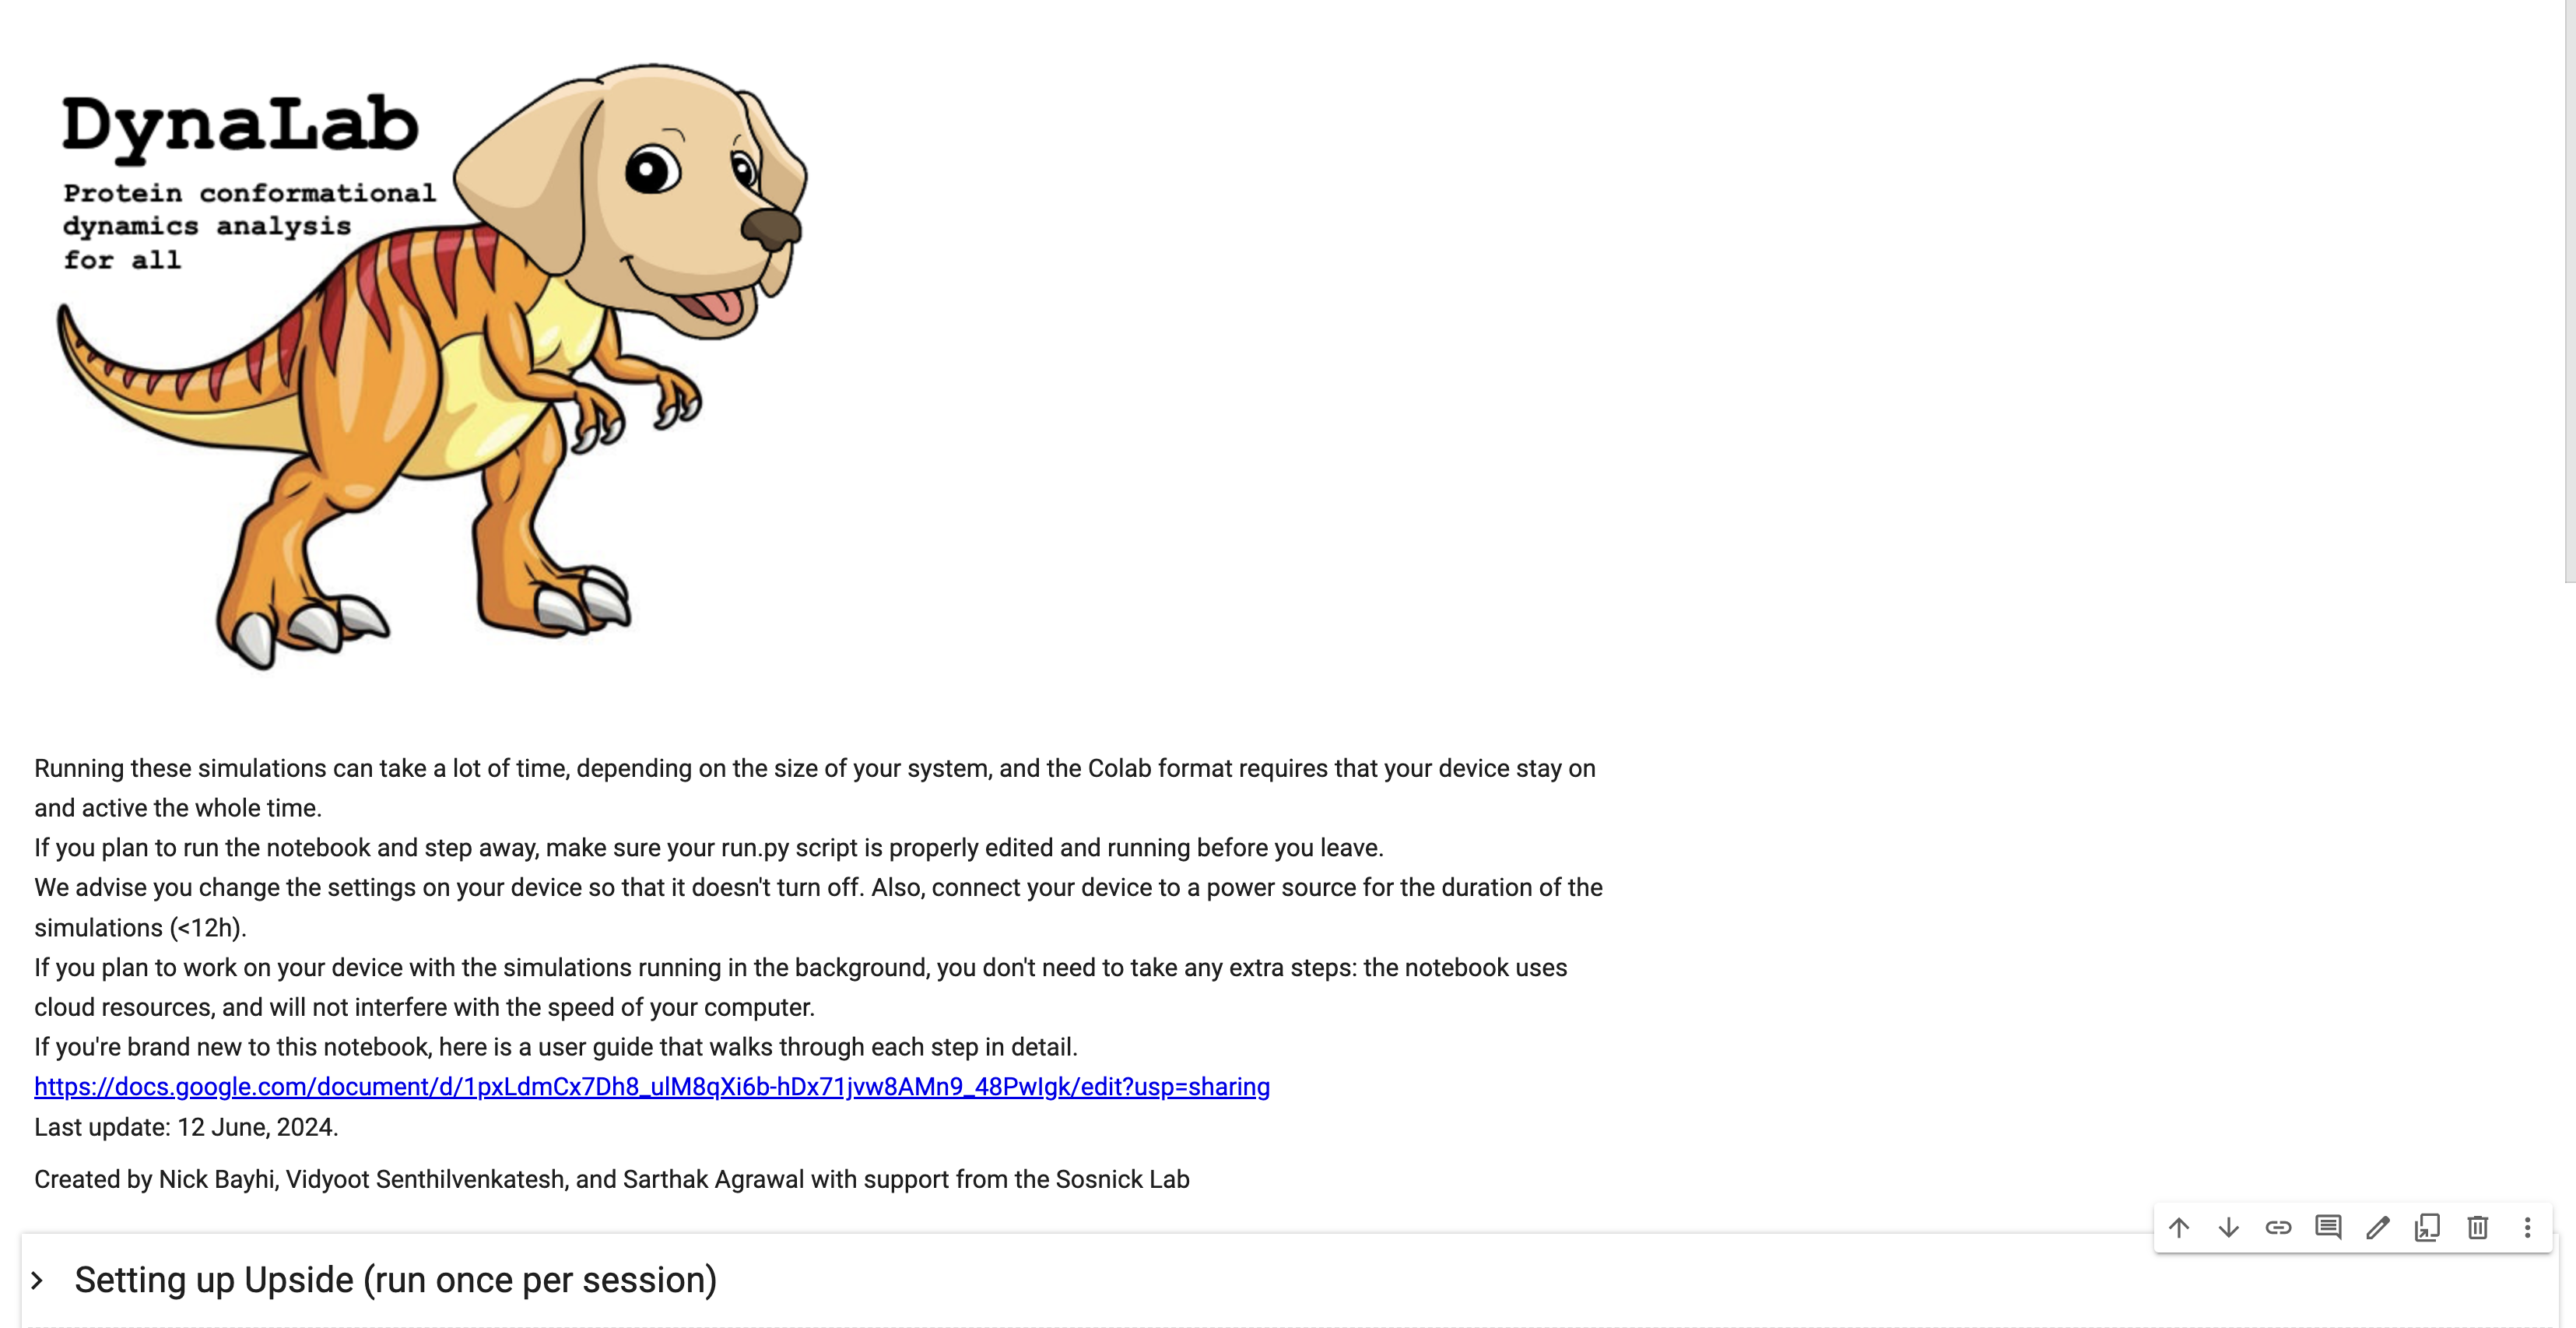 DynaLab
Protein conformational
dynamics analysis
for all
Running these simulations can take a lot of time, depending on the size of your system, and the Colab format requires that your device stay on
and active the whole time.
If you plan to run the notebook and step away, make sure your run.py script is properly edited and running before you leave.
We advise you change the settings on your device so that it doesn't turn off. Also, connect your device to a power source for the duration of the
simulations (<12h).
If you plan to work on your device with the simulations running in the background, you don't need to take any extra steps: the notebook uses
cloud resources, and will not interfere with the speed of your computer.
If you're brand new to this notebook, here is a user guide that walks through each step in detail.
https://docs.google.com/document/d/1pxLdmCx7Dh8_ulM8qXi6b-hDx71jvw8AMn9_48PwIgk/edit?usp=sharing
Last update: 12 June, 2024.
Created by Nick Bayhi, Vidyoot Senthilvenkatesh, and Sarthak Agrawal with support from the Sosnick Lab
Setting up Upside (run once per session)